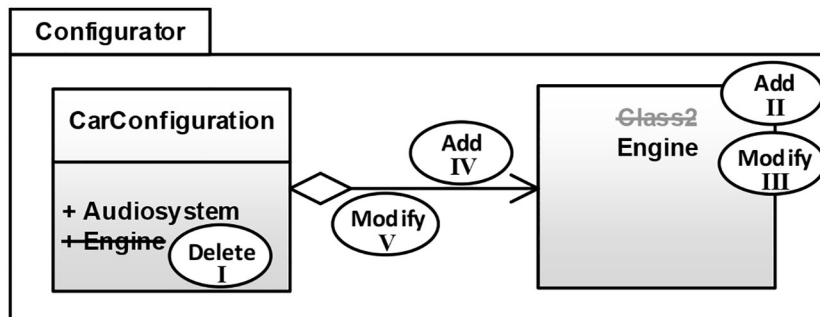 Configurator
CarConfiguration
+ Audiosystem
+ Engine
Delete
I
Add
IV
Modify
V
Class2
Engine
Add
II
Modify
III